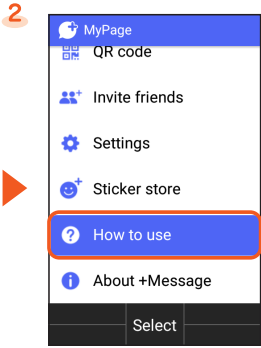 2
MyPage
QR code
Invite friends
Settings
Sticker store
How to use
About +Message
Select